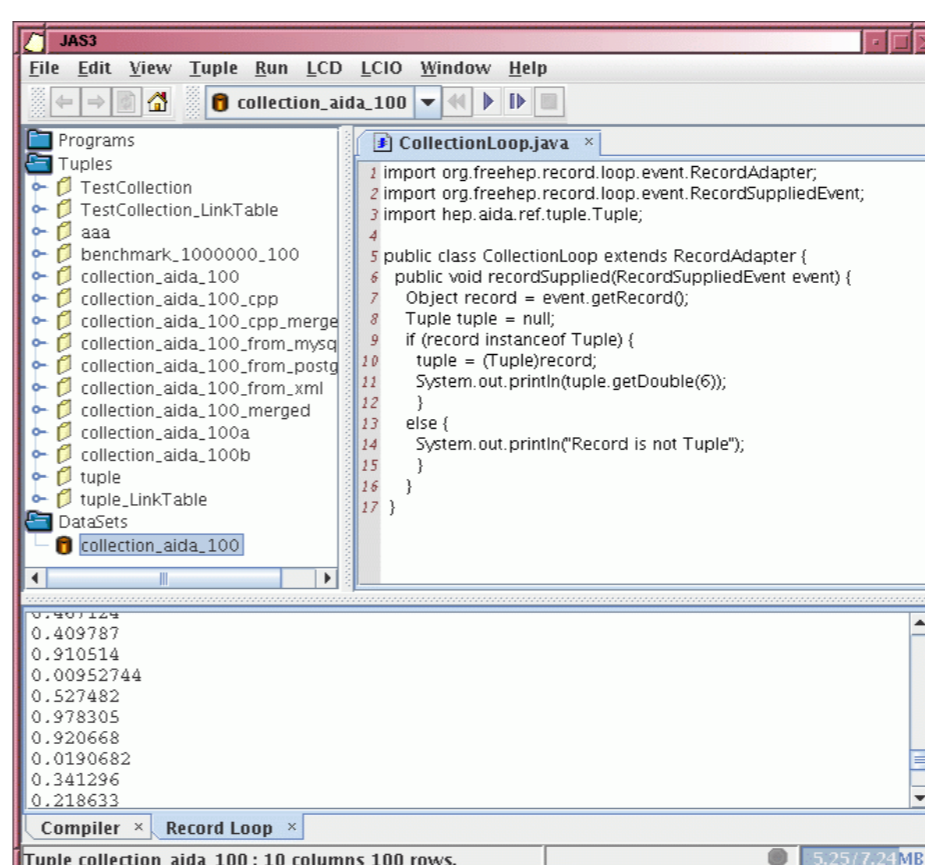 JAS3
File Edit View Tuple Run LCD LCIO Window Help
collection_aida_100
Programs
Tuples
TestCollection
TestCollection_LinkTable
aaa
benchmark_1000000_100
collection_aida_100
collection_aida_100_cpp
collection_aida_100_cpp_merge
collection_aida_100_from_mysq
collection_aida_100_from_postg
collection_aida_100_from_xml
collection_aida_100_merged
collection_aida_100a
collection_aida_100b
tuple
tuple_LinkTable
DataSets
collection_aida_100
CollectionLoop.java ×
1 import org.freehep.record.loop.event.RecordAdapter;
2 import org.freehep.record.loop.event.RecordSuppliedEvent;
3 import hep.aida.ref.tuple.Tuple;
4
5 public class CollectionLoop extends RecordAdapter {
6 public void recordSupplied(RecordSuppliedEvent event) {
7 Object record = event.getRecord();
8 Tuple tuple = null;
9 if (record instanceof Tuple) {
10 tuple = (Tuple)record;
11 System.out.println(tuple.getDouble(6));
12 }
13 else {
14 System.out.println("Record is not Tuple");
15 }
16 }
17 }
0.467124
0.409787
0.910514
0.00952744
0.527482
0.978305
0.920668
0.0190682
0.341296
0.218633
Compiler × Record Loop ×
Tuple collection_aida_100 : 10 columns 100 rows. 5.25/7.24MB